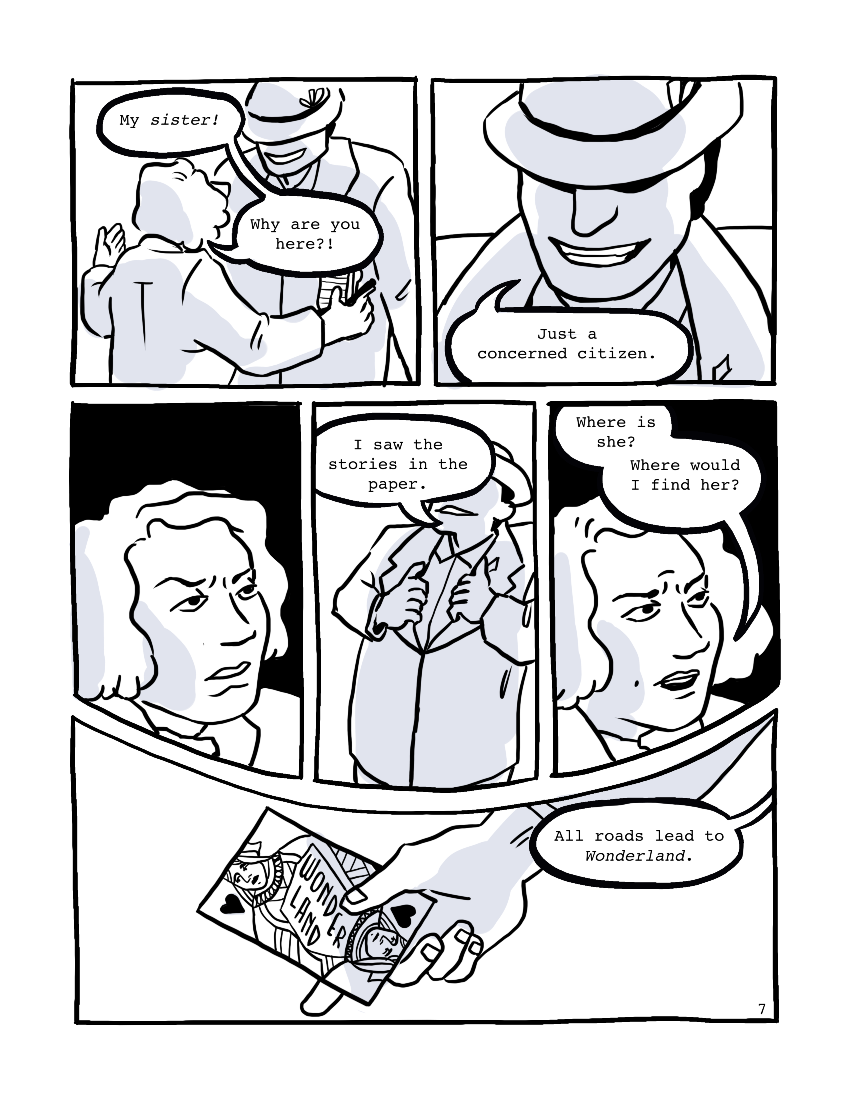 My sister!
Why are you
here?!
Just a
concerned citizen.
I saw the
stories in the
paper.
Where is
she?
Where would
I find her?
All roads lead to
Wonderland.
WONDER
LAND
7